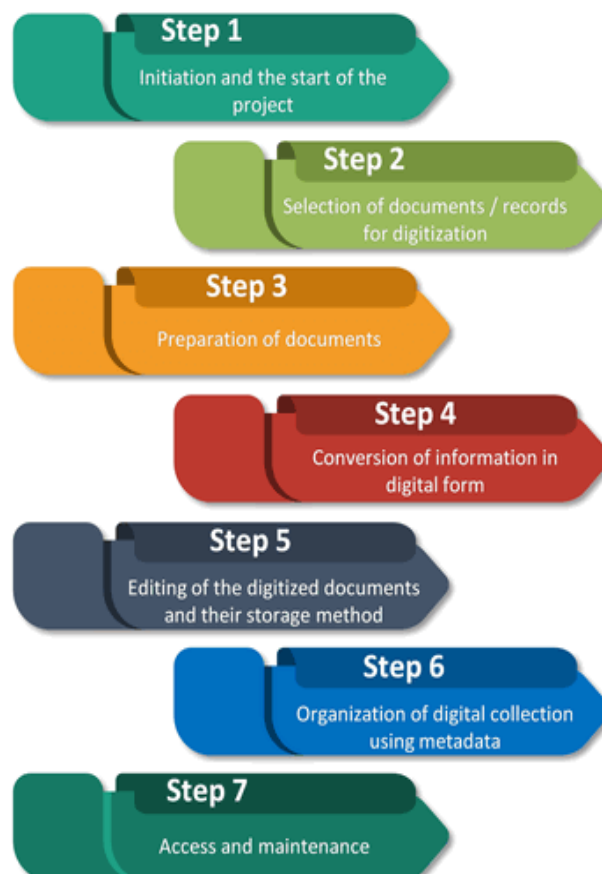 Step 1
Initiation and the start of the
project
Step 2
Selection of documents / records
for digitization
Step 3
Preparation of documents
Step 4
Conversion of information in
digital form
Step 5
Editing of the digitized documents
and their storage method
Step 6
Organization of digital collection
using metadata
Step 7
Access and maintenance